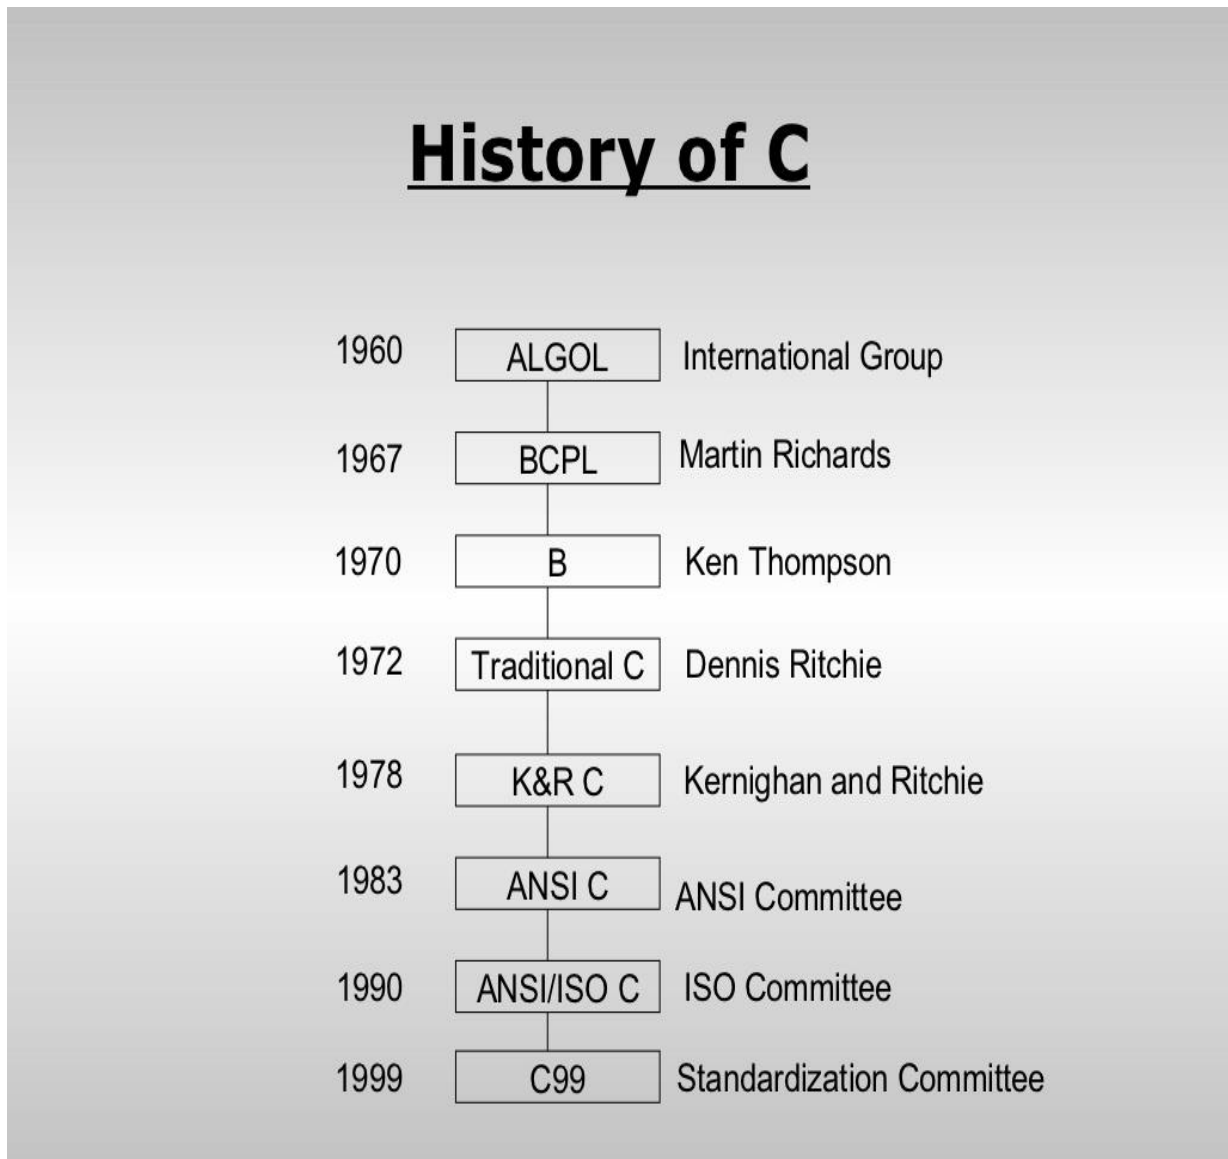 History of C
1960 ALGOL International Group
1967 BCPL Martin Richards
1970 B Ken Thompson
1972 Traditional C Dennis Ritchie
1978 K&R C Kernighan and Ritchie
1983 ANSI C ANSI Committee
1990 ANSI/ISO C ISO Committee
1999 C99 Standardization Committee